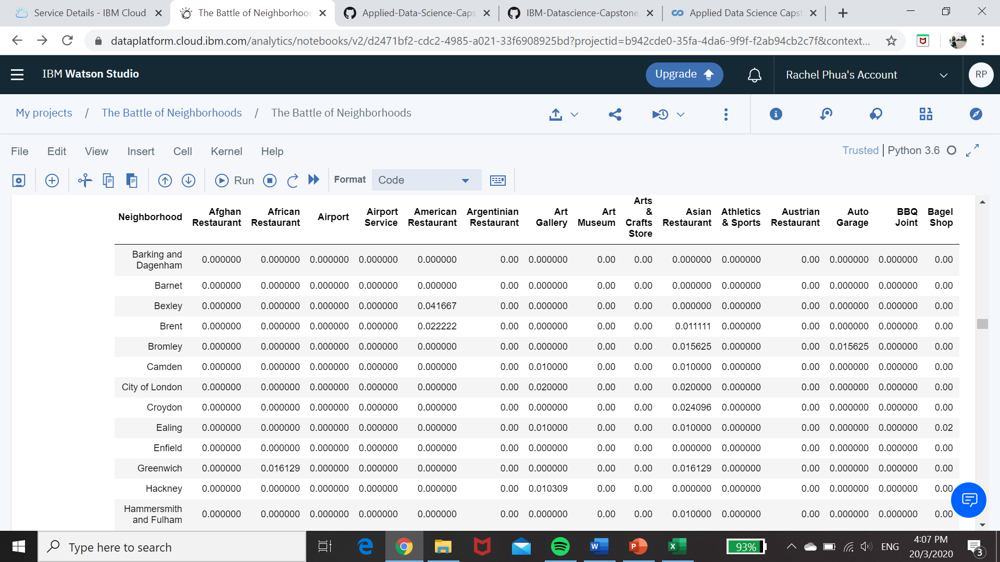 Service Details - IBM Cloud
The Battle of Neighborhood
Applied-Data-Science-Caps
IBM-Datascience-Capstone
Applied Data Science Capst
dataplatform.cloud.ibm.com/analytics/notebooks/v2/d2471bf2-cdc2-4985-a021-33f6908925bd?projectid=b942cde0-35fa-4da6-9f9f-f2ab94cb2c7f&context...
IBM Watson Studio
Upgrade
Rachel Phua's Account
RP
My projects / The Battle of Neighborhoods / The Battle of Neighborhoods
File Edit View Insert Cell Kernel Help
Trusted | Python 3.6
Run
Format
Code
Neighborhood Afghan Restaurant African Restaurant Airport Airport Service American Restaurant Argentinian Restaurant Art Gallery Art Museum Arts & Crafts Store Asian Restaurant Athletics & Sports Austrian Restaurant Auto Garage BBQ Joint Bagel Shop
Barking and Dagenham 0.000000 0.000000 0.000000 0.000000 0.000000 0.00 0.000000 0.00 0.00 0.000000 0.000000 0.00 0.000000 0.000000 0.00
Barnet 0.000000 0.000000 0.000000 0.000000 0.000000 0.00 0.000000 0.00 0.00 0.000000 0.000000 0.00 0.000000 0.000000 0.00
Bexley 0.000000 0.000000 0.000000 0.000000 0.041667 0.00 0.000000 0.00 0.00 0.000000 0.000000 0.00 0.000000 0.000000 0.00
Brent 0.000000 0.000000 0.000000 0.000000 0.022222 0.00 0.000000 0.00 0.00 0.011111 0.000000 0.00 0.000000 0.000000 0.00
Bromley 0.000000 0.000000 0.000000 0.000000 0.000000 0.00 0.000000 0.00 0.00 0.015625 0.000000 0.00 0.015625 0.000000 0.00
Camden 0.000000 0.000000 0.000000 0.000000 0.000000 0.00 0.010000 0.00 0.00 0.010000 0.000000 0.00 0.000000 0.000000 0.00
City of London 0.000000 0.000000 0.000000 0.000000 0.000000 0.00 0.020000 0.00 0.00 0.020000 0.000000 0.00 0.000000 0.000000 0.00
Croydon 0.000000 0.000000 0.000000 0.000000 0.000000 0.00 0.000000 0.00 0.00 0.024096 0.000000 0.00 0.000000 0.000000 0.00
Ealing 0.000000 0.000000 0.000000 0.000000 0.000000 0.00 0.010000 0.00 0.00 0.010000 0.000000 0.00 0.000000 0.000000 0.02
Enfield 0.000000 0.000000 0.000000 0.000000 0.000000 0.00 0.000000 0.00 0.00 0.000000 0.000000 0.00 0.000000 0.000000 0.00
Greenwich 0.000000 0.016129 0.000000 0.000000 0.000000 0.00 0.000000 0.00 0.00 0.016129 0.000000 0.00 0.000000 0.000000 0.00
Hackney 0.000000 0.000000 0.000000 0.000000 0.000000 0.00 0.010309 0.00 0.00 0.000000 0.000000 0.00 0.000000 0.000000 0.00
Hammersmith and Fulham 0.000000 0.000000 0.000000 0.000000 0.000000 0.00 0.000000 0.00 0.00 0.010000 0.000000 0.00 0.000000 0.000000 0.00
Type here to search
93%
ENG
4:07 PM
20/3/2020
3